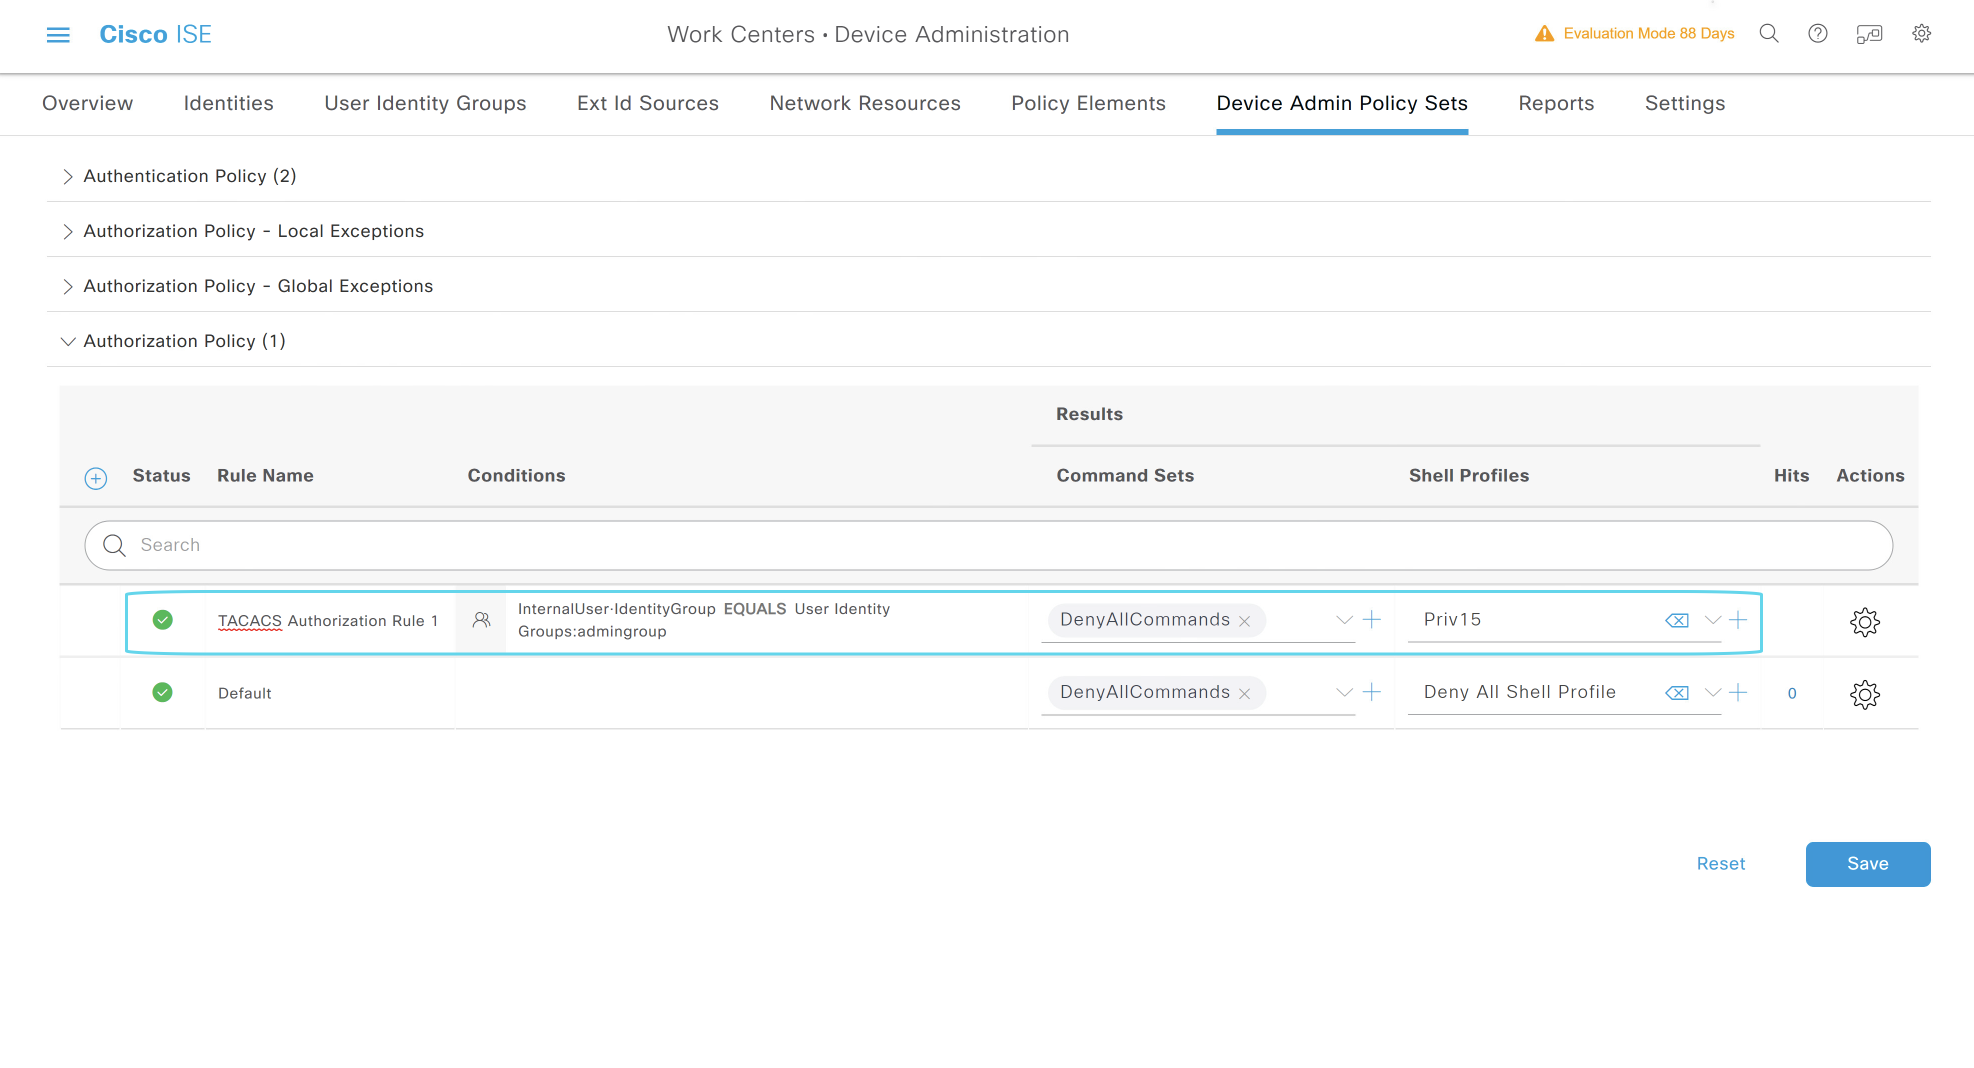 Cisco ISE
Work Centers • Device Administration
Evaluation Mode 88 Days
Overview
Identities
User Identity Groups
Ext Id Sources
Network Resources
Policy Elements
Device Admin Policy Sets
Reports
Settings
Authentication Policy (2)
Authorization Policy - Local Exceptions
Authorization Policy - Global Exceptions
Authorization Policy (1)
Results
Status
Rule Name
Conditions
Command Sets
Shell Profiles
Hits
Actions
Search
TACACS Authorization Rule 1
InternalUser·IdentityGroup EQUALS User Identity
Groups:admingroup
DenyAllCommands
Priv15
Default
DenyAllCommands
Deny All Shell Profile
0
Reset
Save